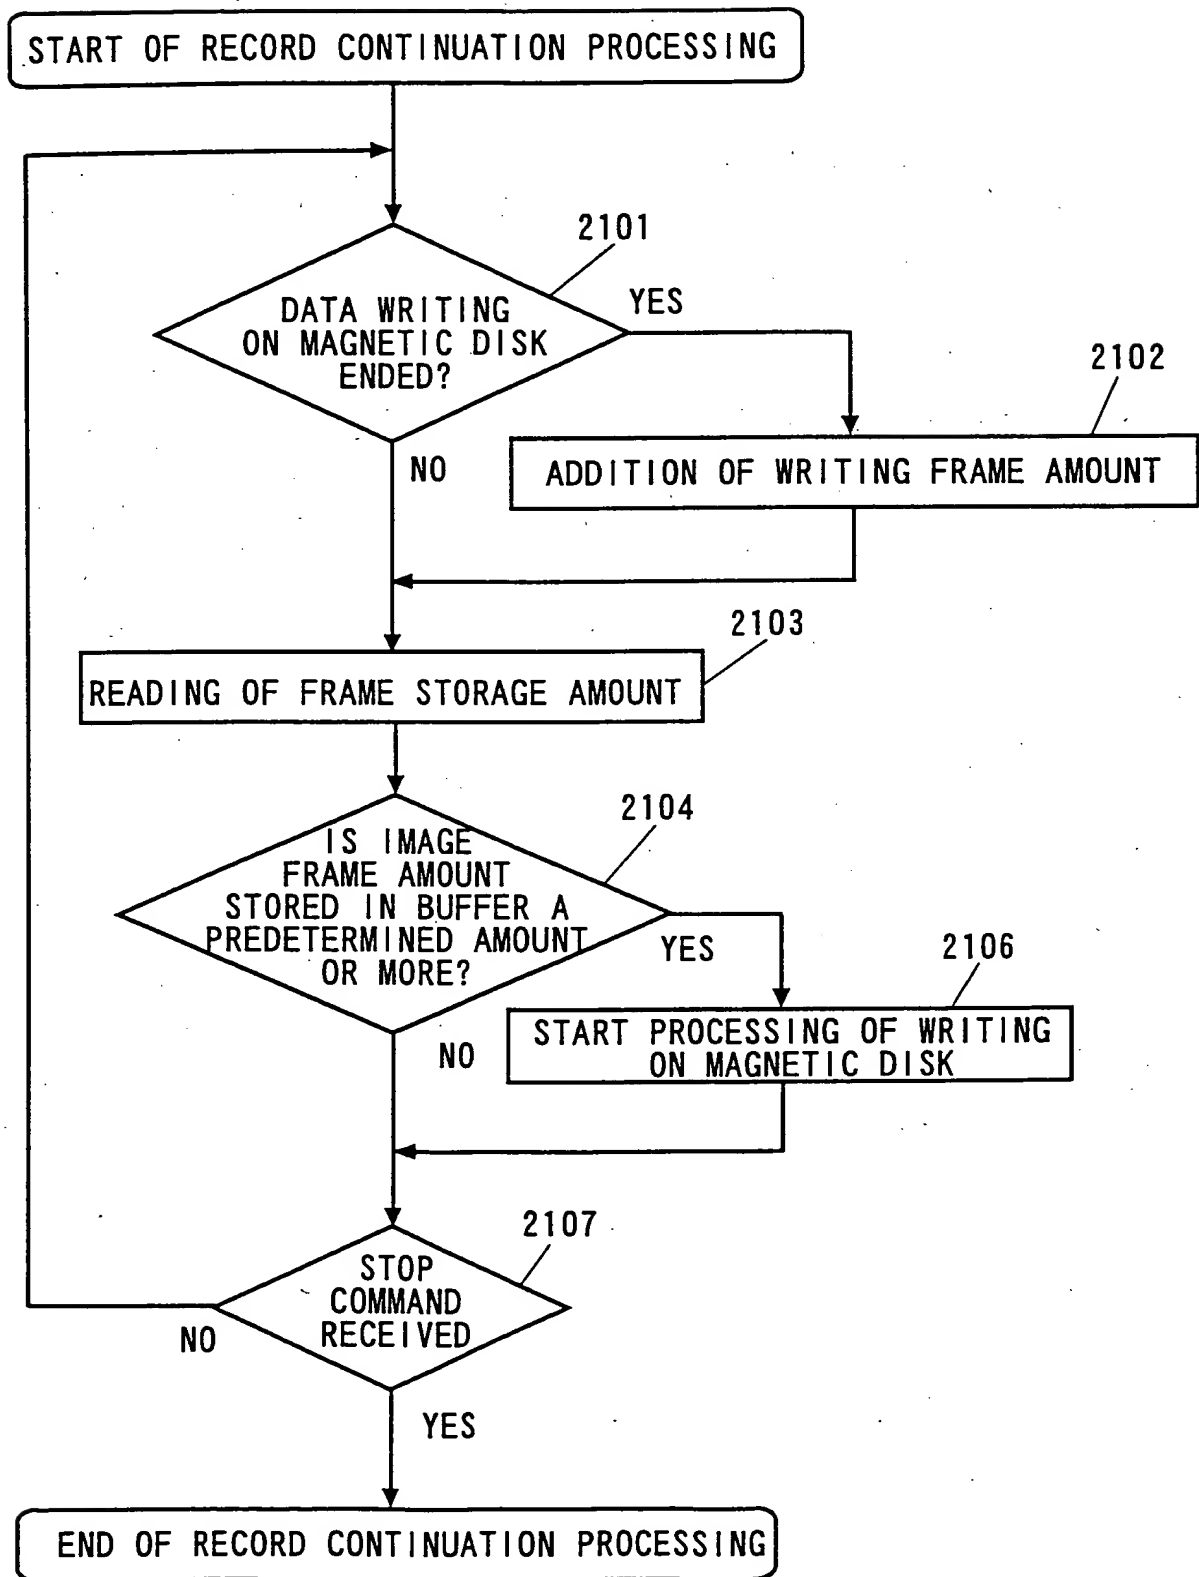 START OF RECORD CONTINUATION PROCESSING
2101
DATA WRITING
ON MAGNETIC DISK
ENDED?
YES
2102
NO
ADDITION OF WRITING FRAME AMOUNT
2103
READING OF FRAME STORAGE AMOUNT
2104
IS IMAGE
FRAME AMOUNT
STORED IN BUFFER A
PREDETERMINED AMOUNT
OR MORE?
YES
2106
NO
START PROCESSING OF WRITING
ON MAGNETIC DISK
2107
STOP
COMMAND
RECEIVED
NO
YES
END OF RECORD CONTINUATION PROCESSING